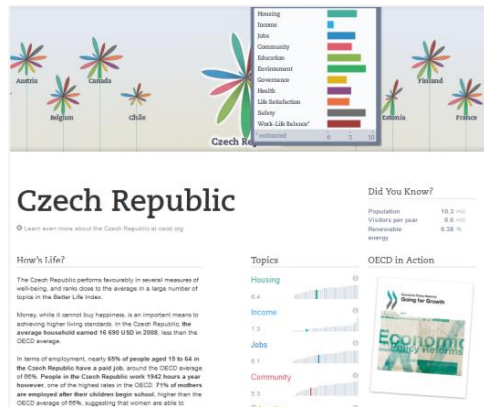 Housing
Income
Jobs
Community
Education
Environment
Governance
Health
Life Satisfaction
Safety
Work-Life Balance*
* estimated 0 5 10
Austria
Canada
Belgium
Chile
Czech Re
Finland
Estonia
France
Czech Republic
Learn even more about the Czech Republic at oecd.org
Did You Know?
Population 10.2 mil
Visitors per year 6.6 mil
Renewable energy 6.38 %
How's Life?
The Czech Republic performs favourably in several measures of
well-being, and ranks close to the average in a large number of
topics in the Better Life Index.
Money, while it cannot buy happiness, is an important means to
achieving higher living standards. In the Czech Republic, the
average household earned 16 690 USD in 2008, less than the
OECD average.
In terms of employment, nearly 65% of people aged 15 to 64 in
the Czech Republic have a paid job, around the OECD average
of 66%. People in the Czech Republic work 1942 hours a year
however, one of the highest rates in the OECD. 71% of mothers
are employed after their children begin school, higher than the
OECD average of 66%, suggesting that women are able to
Topics
Housing
6.4
Income
1.3
Jobs
6.1
Community
5.3
OECD in Action
Going for Growth
Economic
Policy Reforms